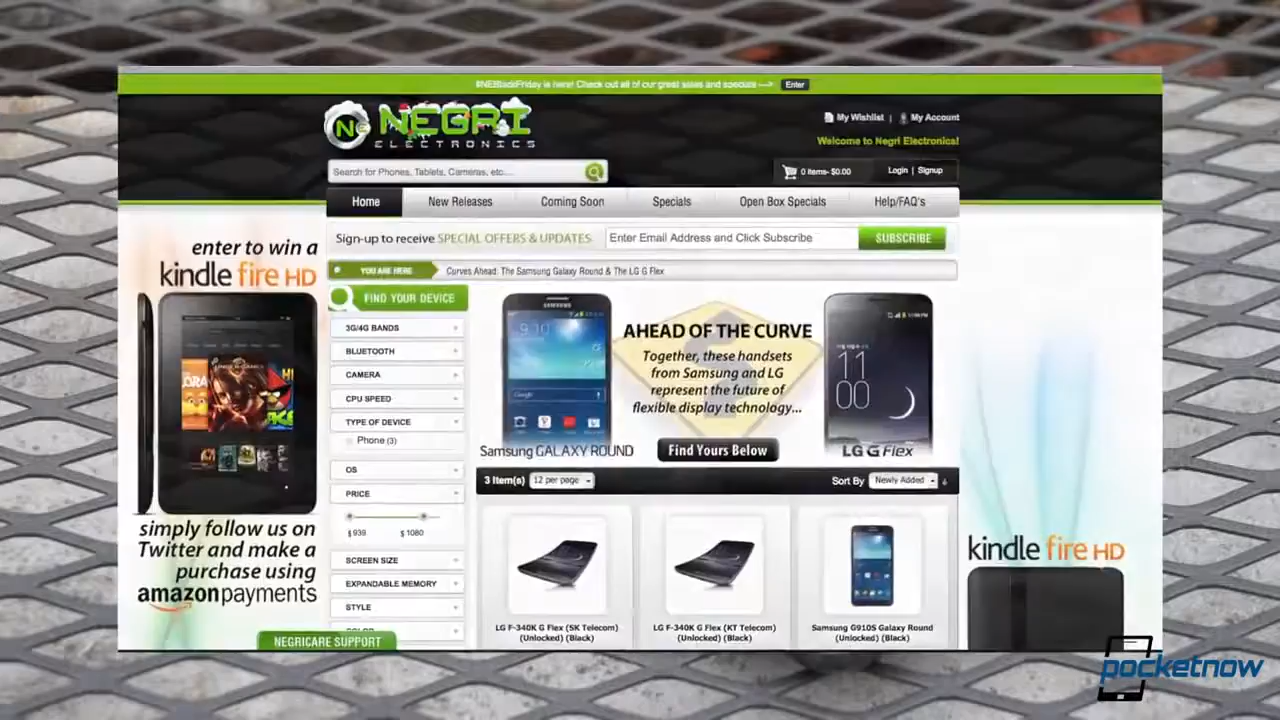 #NEBlackFriday is here! Check out all of our great sales and specials --> Enter
Ne NEGRI
ELECTRONICS
My Wishlist | My Account
Welcome to Negri Electronics!
Search for Phones, Tablets, Cameras, etc....
0 items- $0.00
Login | Signup
Home New Releases Coming Soon Specials Open Box Specials Help/FAQ's
Sign-up to receive SPECIAL OFFERS & UPDATES. Enter Email Address and Click Subscribe SUBSCRIBE
YOU ARE HERE Curves Ahead: The Samsung Galaxy Round & The LG G Flex
enter to win a
kindle fire HD
simply follow us on
Twitter and make a
purchase using
amazonpayments
FIND YOUR DEVICE
3G/4G BANDS
BLUETOOTH
CAMERA
CPU SPEED
TYPE OF DEVICE
Phone (3)
OS
PRICE
$939 $1080
SCREEN SIZE
EXPANDABLE MEMORY
STYLE
NEGRICARE SUPPORT
SAMSUNG
9:10
Google
Samsung GALAXY ROUND
AHEAD OF THE CURVE
Together, these handsets
from Samsung and LG
represent the future of
flexible display technology...
Find Yours Below
11
00
LG G Flex
3 Item(s) 12 per page
Sort By Newly Added
LG F-340K G Flex (SK Telecom)
(Unlocked) (Black)
LG F-340K G Flex (KT Telecom)
(Unlocked) (Black)
Samsung G910S Galaxy Round
(Unlocked) (Black)
kindle fire HD
pocketnow